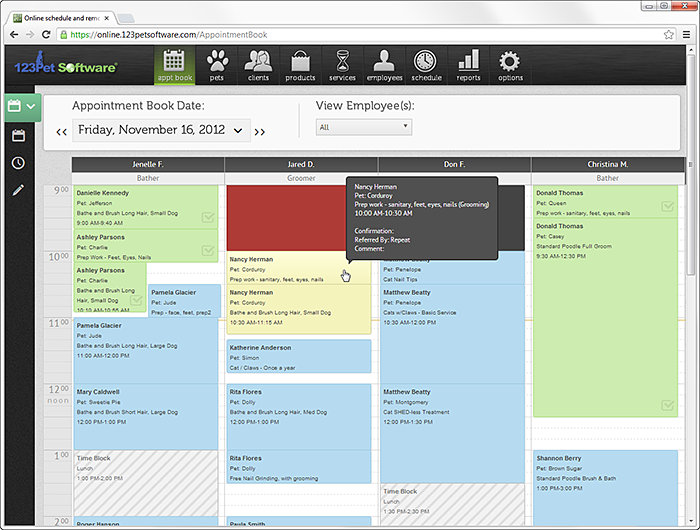 Online schedule and rem
https://online.123petsoftware.com/AppointmentBook
123Pet Software
appt book
pets
clients
products
services
employees
schedule
reports
options
Appointment Book Date:
View Employee(s):
Friday, November 16, 2012
All
Jenelle F.
Jared D.
Don F.
Christina M.
Bather
Groomer
Bather
9:00
10:00
11:00
12:00
noon
1:00
2:00
Danielle Kennedy
Pet: Jefferson
Bathe and Brush Long Hair, Small Dog
9:00 AM-9:40 AM
Ashley Parsons
Pet: Charlie
Prep Work - Feet, Eyes, Nails
Ashley Parsons
Pet: Charlie
Bathe and Brush Long
Hair, Small Dog
10:10 AM-10:55 AM
Pamela Glacier
Pet: Jude
Prep - face, feet, prep2
Pamela Glacier
Pet: Jude
Bathe and Brush Long Hair, Large Dog
11:00 AM-12:00 PM
Mary Caldwell
Pet: Sweetie Pie
Bathe and Brush Short Hair, Large Dog
12:00 PM-1:00 PM
Time Block
Lunch
1:00 PM-2:00 PM
Roger Hanson
Nancy Herman
Pet: Corduroy
Prep work - sanitary, feet, eyes, nails
Nancy Herman
Pet: Corduroy
Bathe and Brush Long Hair, Small Dog
10:30 AM-11:15 AM
Katherine Anderson
Pet: Simon
Cat / Claws - Once a year
Rita Flores
Pet: Dolly
Bathe and Brush Long Hair, Med Dog
12:00 PM-1:00 PM
Rita Flores
Pet: Dolly
Free Nail Grinding, with grooming
Paula Smith
Nancy Herman
Pet: Corduroy
Prep work - sanitary, feet, eyes, nails (Grooming)
10:00 AM-10:30 AM
Confirmation:
Referred By: Repeat
Comment:
Matthew Beatty
Pet: Penelope
Cat Nail Tips
Matthew Beatty
Pet: Penelope
Cats w/Claws - Basic Service
10:30 AM-12:00 PM
Matthew Beatty
Pet: Montgomery
Cat SHED-less Treatment
12:00 PM-1:30 PM
Time Block
Lunch
1:30 PM-2:30 PM
Donald Thomas
Pet: Queen
Prep work - sanitary, feet, eyes, nails
Donald Thomas
Pet: Casey
Standard Poodle Full Groom
9:30 AM-12:30 PM
Shannon Berry
Pet: Brown Sugar
Standard Poodle Brush & Bath
1:00 PM-3:00 PM